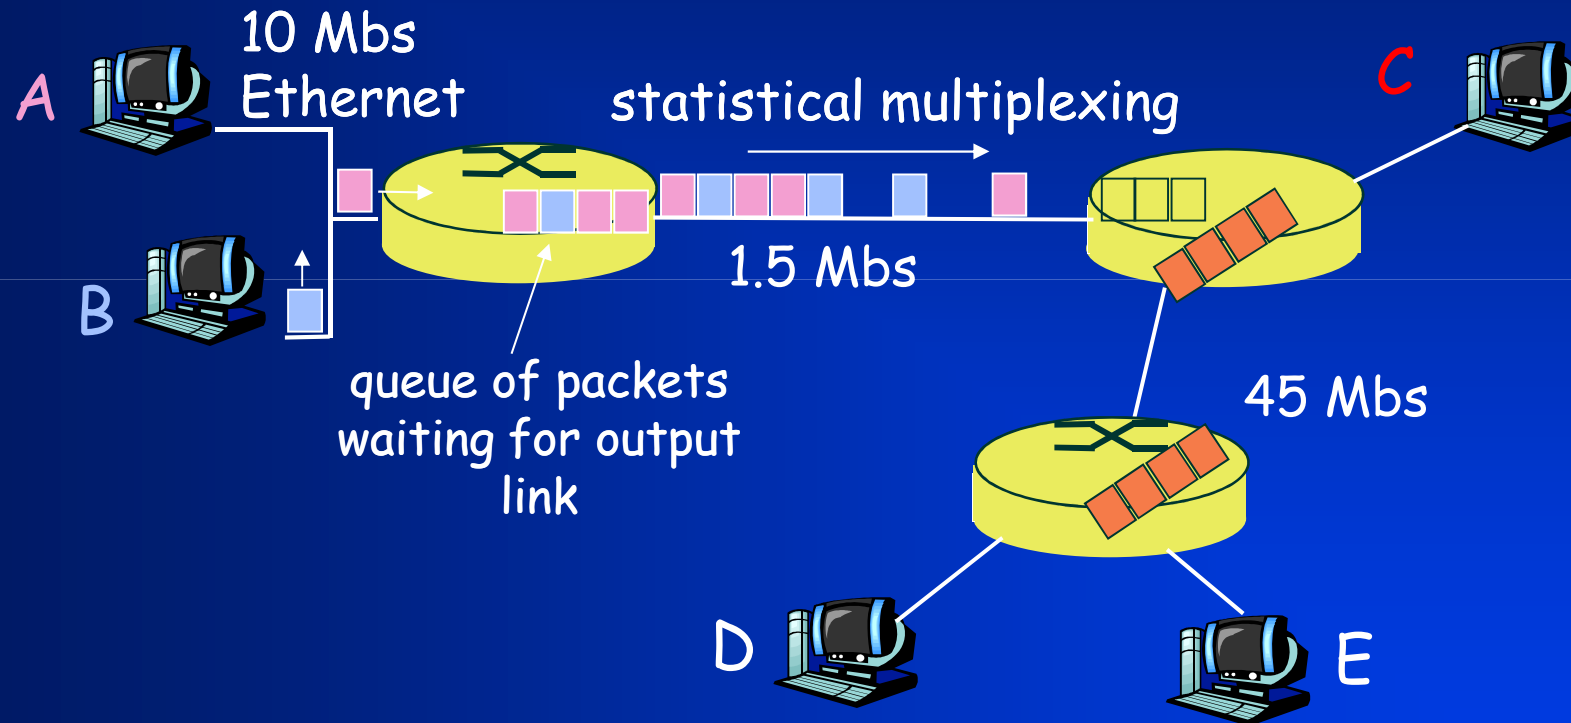 10 Mbs
Ethernet
A
statistical multiplexing
C
1.5 Mbs
B
queue of packets
waiting for output
link
45 Mbs
D
E